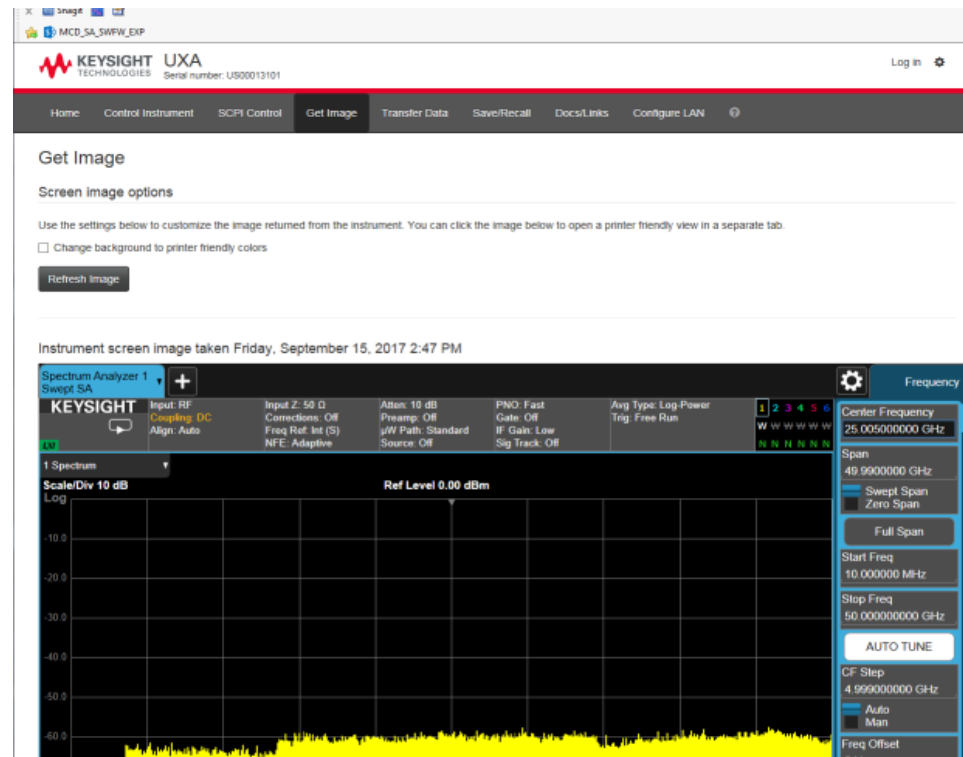 Snagit
MCD_SA_SWFW_EXP
KEYSIGHT TECHNOLOGIES
UXA
Serial number: US00013101
Log in
Home Control Instrument SCPI Control Get Image Transfer Data Save/Recall Docs/Links Configure LAN ?
Get Image
Screen image options
Use the settings below to customize the image returned from the instrument. You can click the image below to open a printer friendly view in a separate tab.
Change background to printer friendly colors
Refresh Image
Instrument screen image taken Friday, September 15, 2017 2:47 PM
Spectrum Analyzer 1
Swept SA
+
Frequency
KEYSIGHT
LXI
Input: RF
Coupling: DC
Align: Auto
Input Z: 50 Ω
Corrections: Off
Freq Ref: Int (S)
NFE: Adaptive
Atten: 10 dB
Preamp: Off
µW Path: Standard
Source: Off
PNO: Fast
Gate: Off
IF Gain: Low
Sig Track: Off
Avg Type: Log-Power
Trig: Free Run
1 2 3 4 5 6
W W W W W W
N N N N N N
1 Spectrum
Scale/Div 10 dB
Ref Level 0.00 dBm
Log
-10.0
-20.0
-30.0
-40.0
-50.0
-60.0
Center Frequency
25.005000000 GHz
Span
49.9900000 GHz
Swept Span
Zero Span
Full Span
Start Freq
10.000000 MHz
Stop Freq
50.000000000 GHz
AUTO TUNE
CF Step
4.999000000 GHz
Auto
Man
Freq Offset